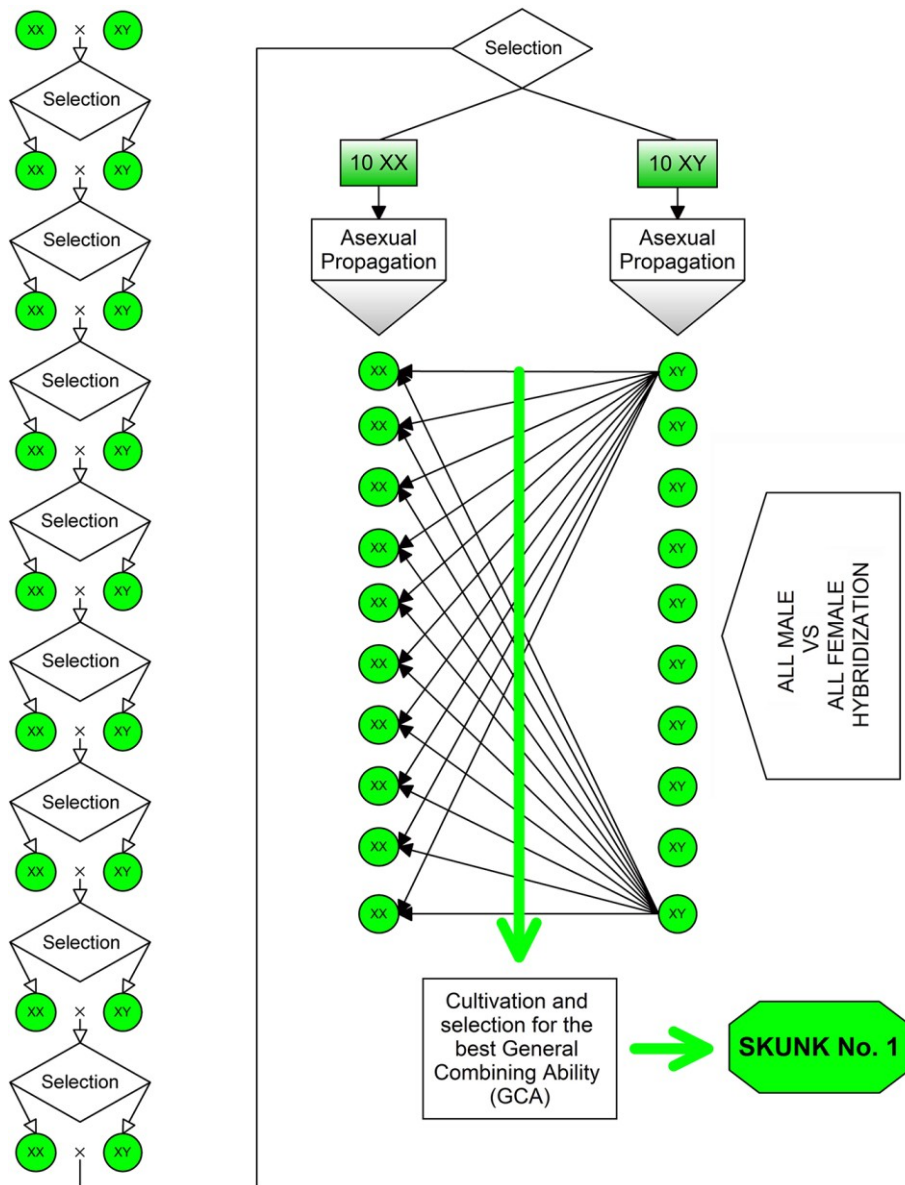 XX × XY
Selection
XX × XY
Selection
XX × XY
Selection
XX × XY
Selection
XX × XY
Selection
XX × XY
Selection
XX × XY
Selection
XX × XY
Selection
XX × XY
Selection
10 XX
10 XY
Asexual
Propagation
Asexual
Propagation
XX XY
XX XY
XX XY
XX XY
XX XY
XX XY
XX XY
XX XY
XX XY
XX XY
ALL MALE
VS
ALL FEMALE
HYBRIDIZATION
Cultivation and
selection for the
best General
Combining Ability
(GCA)
SKUNK No. 1